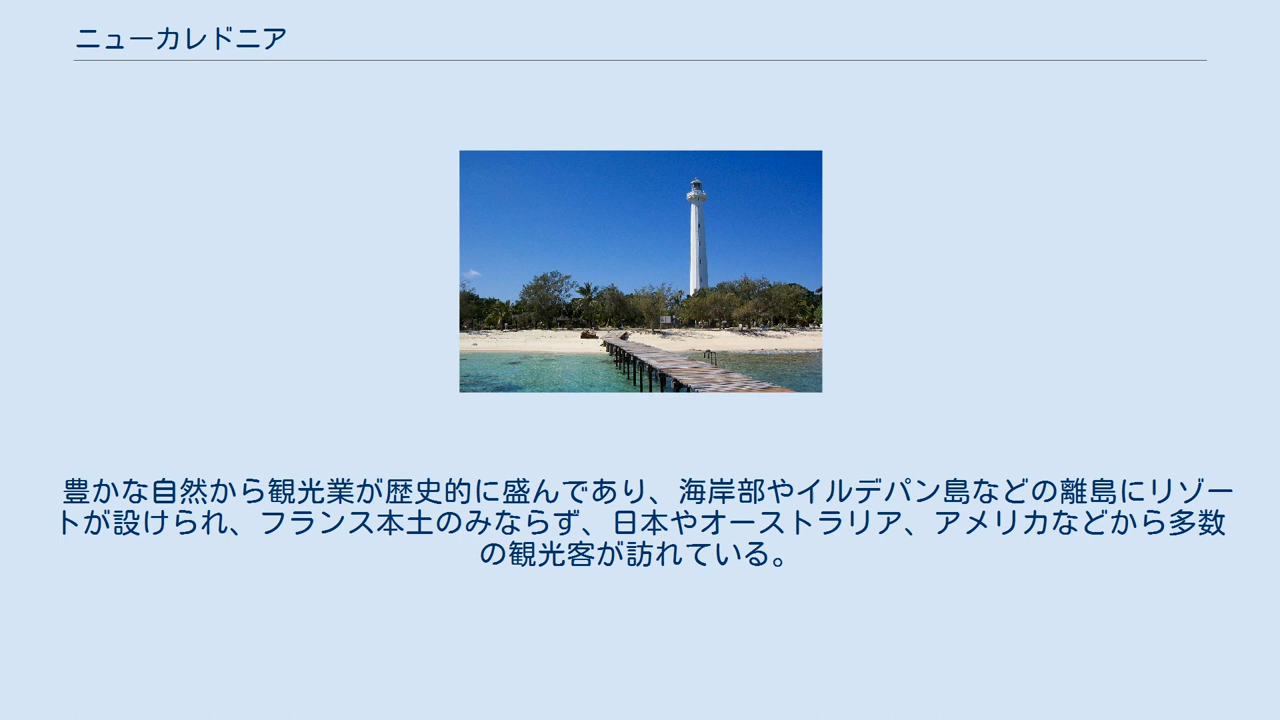 ニューカレドニア
豊かな自然から観光業が歴史的に盛んであり、海岸部やイルデパン島などの離島にリゾー
トが設けられ、フランス本土のみならず、日本やオーストラリア、アメリカなどから多数
の観光客が訪れている。